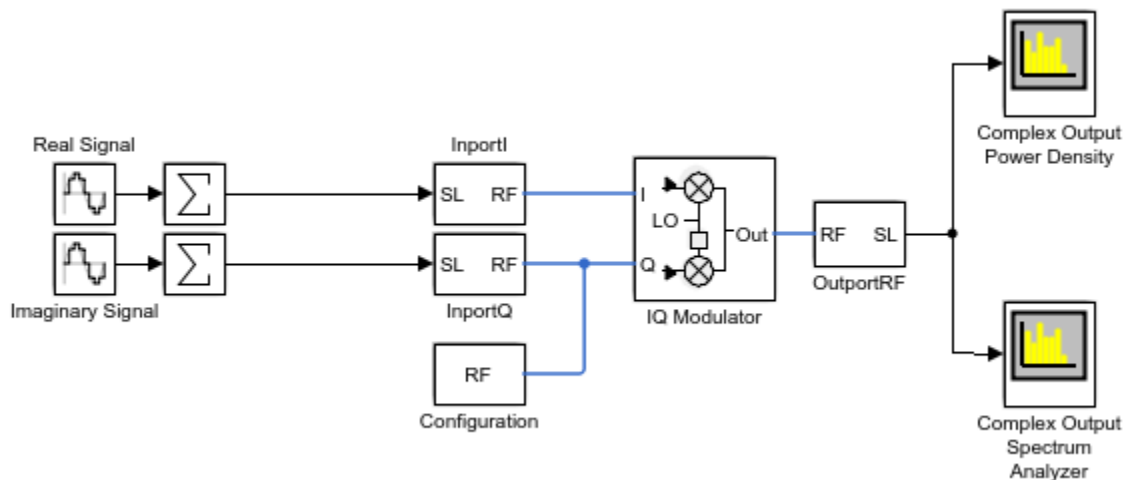 Real Signal
Imaginary Signal
Σ
Σ
InportI
SL RF
SL RF
InportQ
RF
Configuration
I
LO
Q
Out
IQ Modulator
RF SL
OutportRF
Complex Output
Power Density
Complex Output
Spectrum
Analyzer